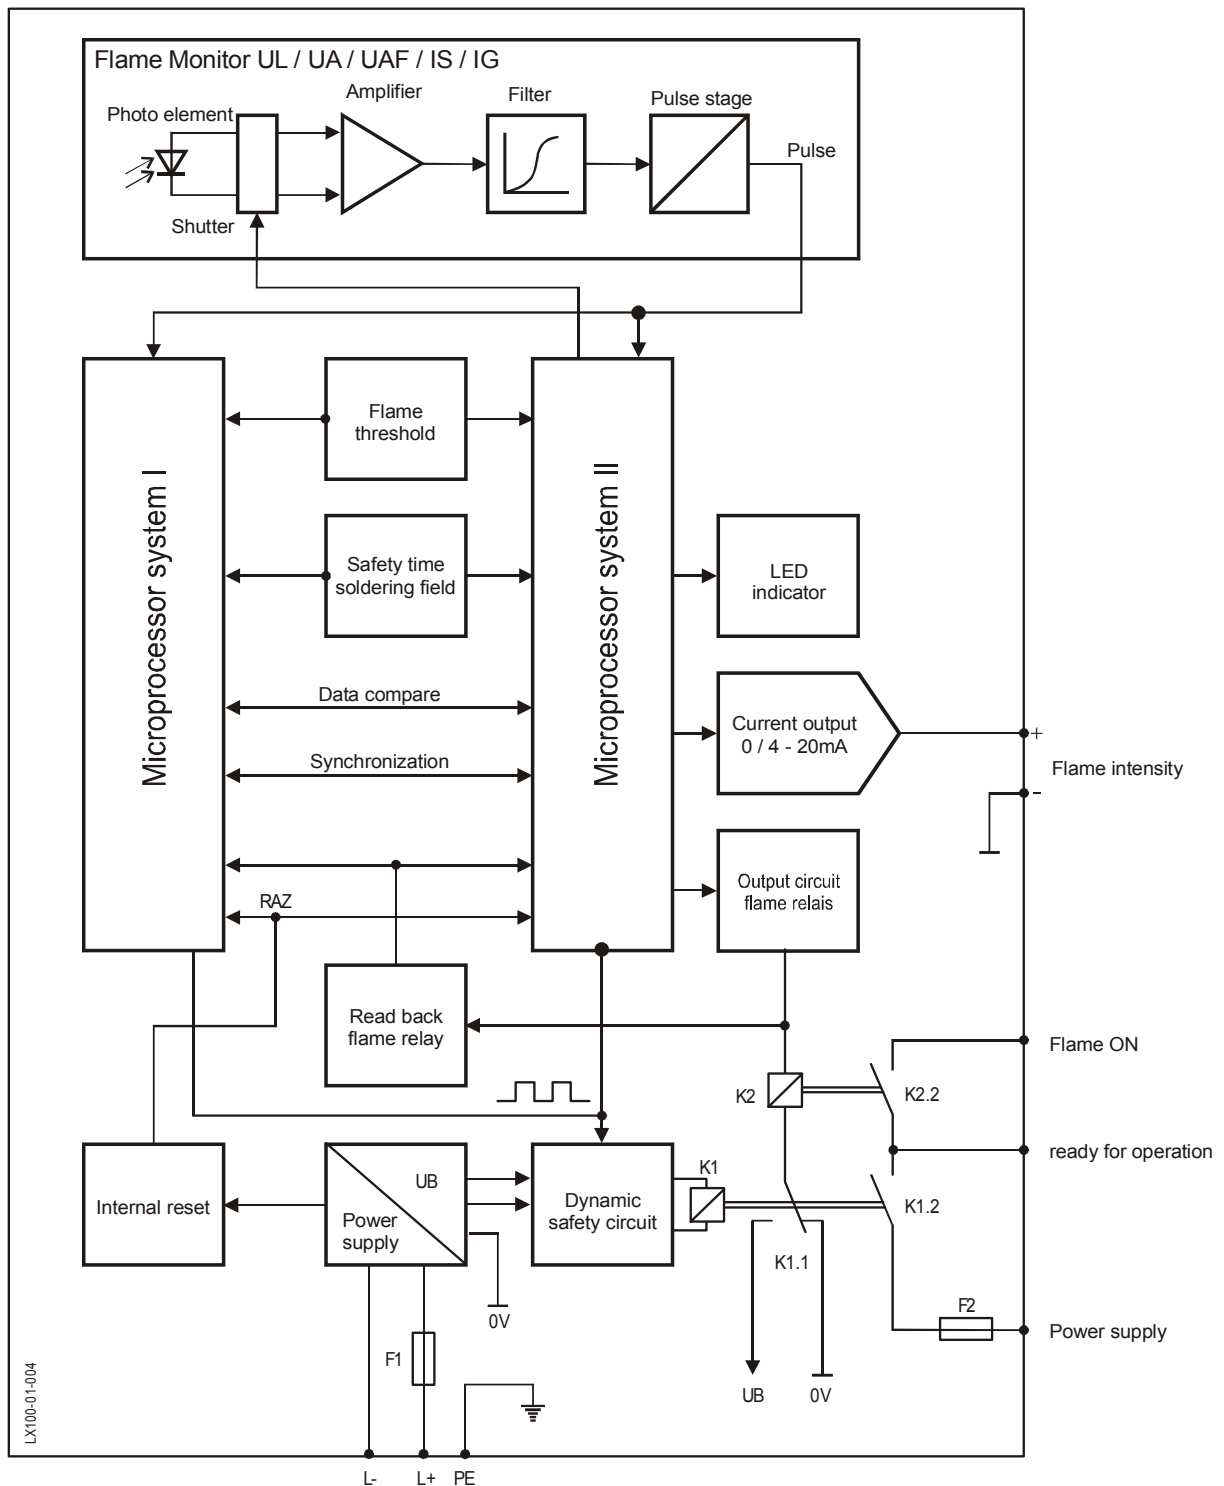 Flame Monitor UL / UA / UAF / IS / IG
Amplifier
Filter
Pulse stage
Photo element
Pulse
Shutter
Microprocessor system I
Flame
threshold
Microprocessor system II
Safety time
soldering field
LED
indicator
Data compare
Current output
0 / 4 - 20mA
+
Synchronization
Flame intensity
-
Output circuit
flame relais
RAZ
Read back
flame relay
Flame ON
K2
K2.2
ready for operation
K1
UB
Internal reset
Power
supply
Dynamic
safety circuit
K1.2
K1.1
F2
0V
Power supply
F1
UB
0V
LX100-01-004
L-
L+
PE